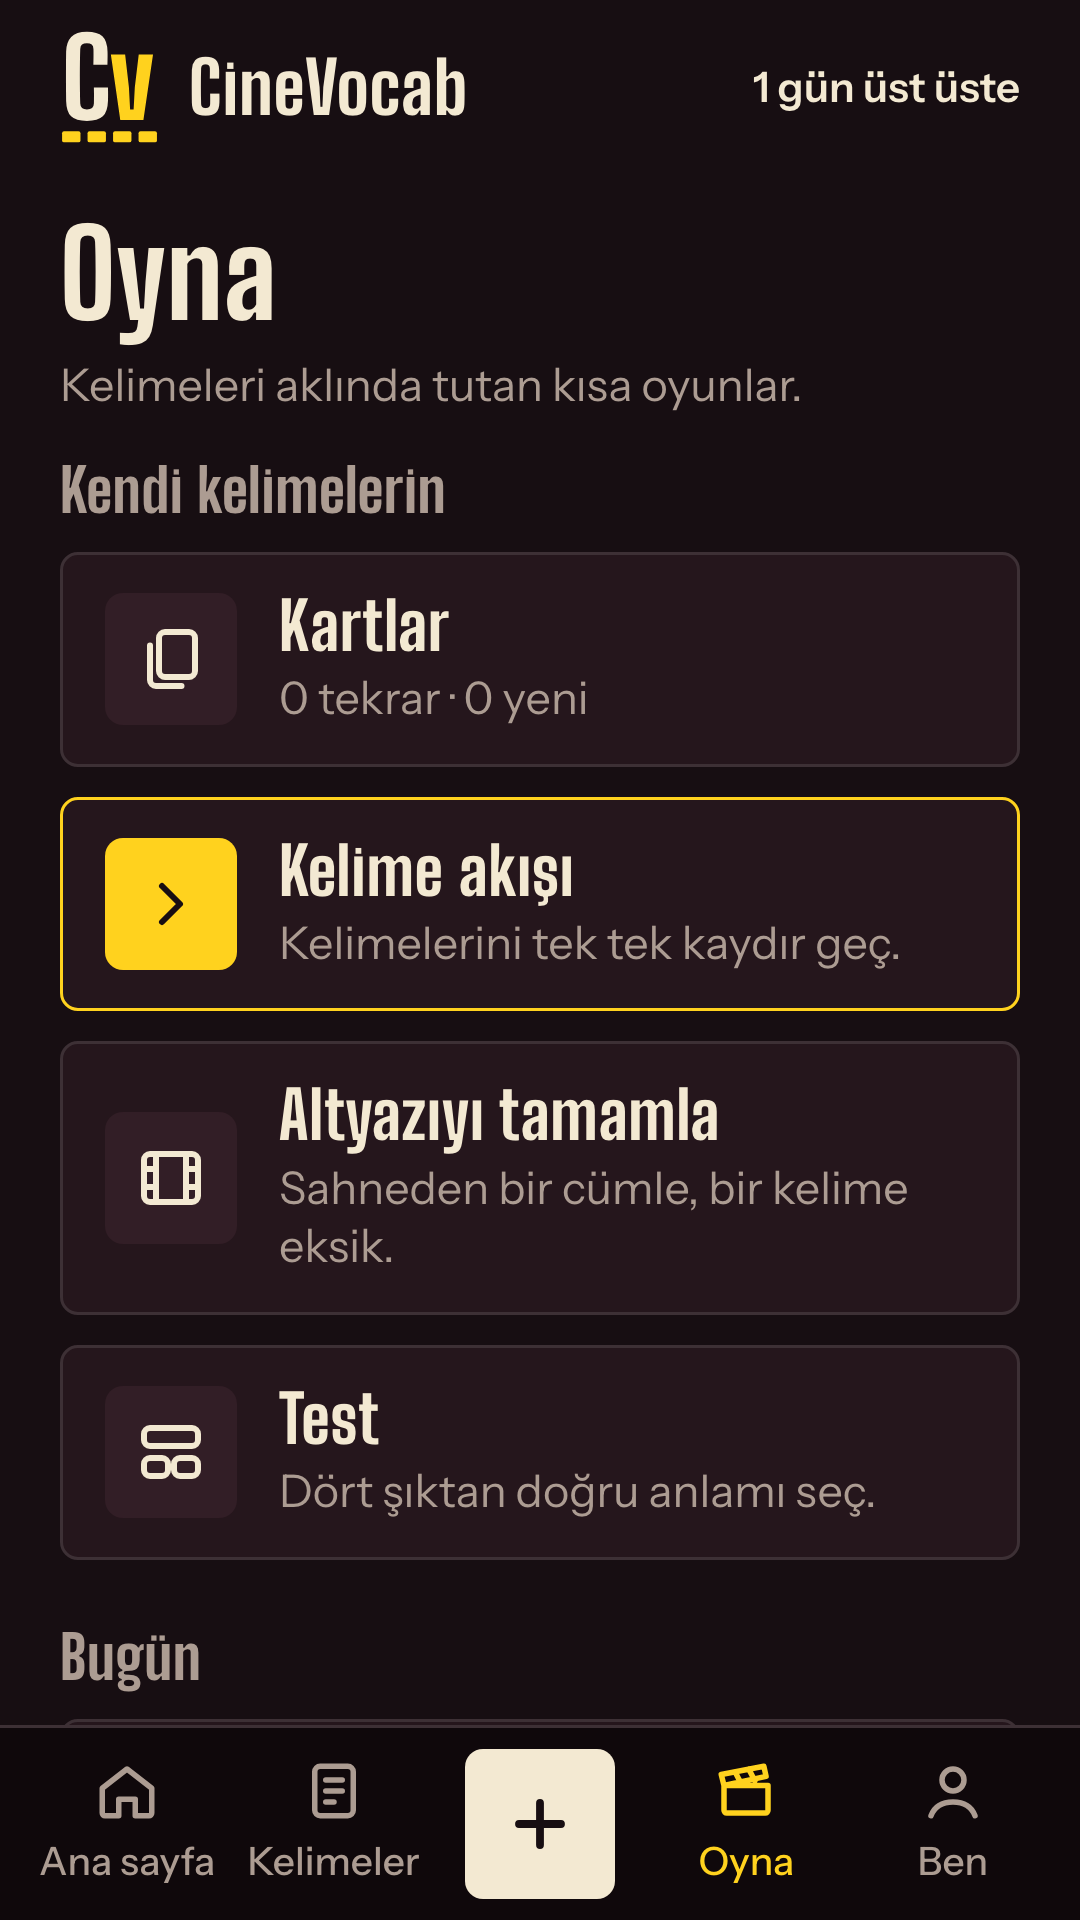 Cv CineVocab
1 gün üst üste
Oyna
Kelimeleri aklında tutan kısa oyunlar.
Kendi kelimelerin
Kartlar
0 tekrar · 0 yeni
Kelime akışı
Kelimelerini tek tek kaydır geç.
Altyazıyı tamamla
Sahneden bir cümle, bir kelime
eksik.
Test
Dört şıktan doğru anlamı seç.
Bugün
Ana sayfa
Kelimeler
Oyna
Ben